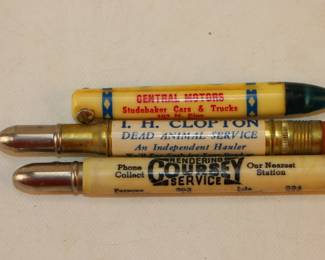 CENTRAL MOTORS
Studebaker Cars & Trucks
I. H. CLOPTON
DEAD ANIMAL SERVICE
An Independent Hauler
Phone
Collect
RENDERING
COURSEY
SERVICE
Our Nearest
Station
Parsons